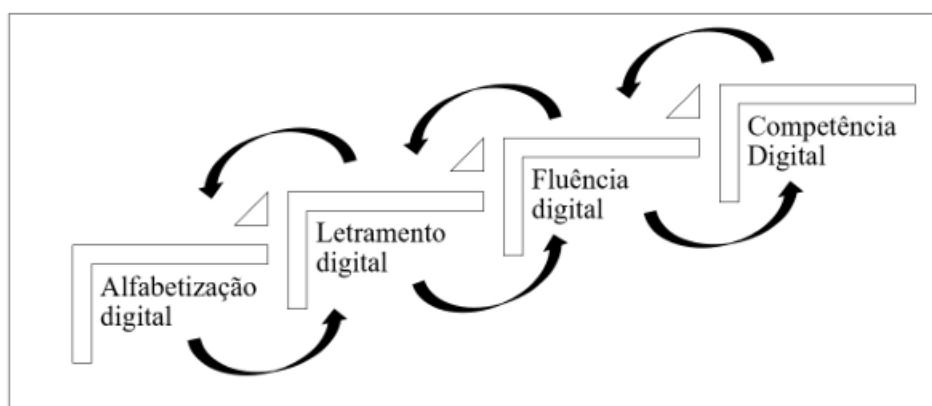 Alfabetização
digital
Letramento
digital
Fluência
digital
Competência
Digital